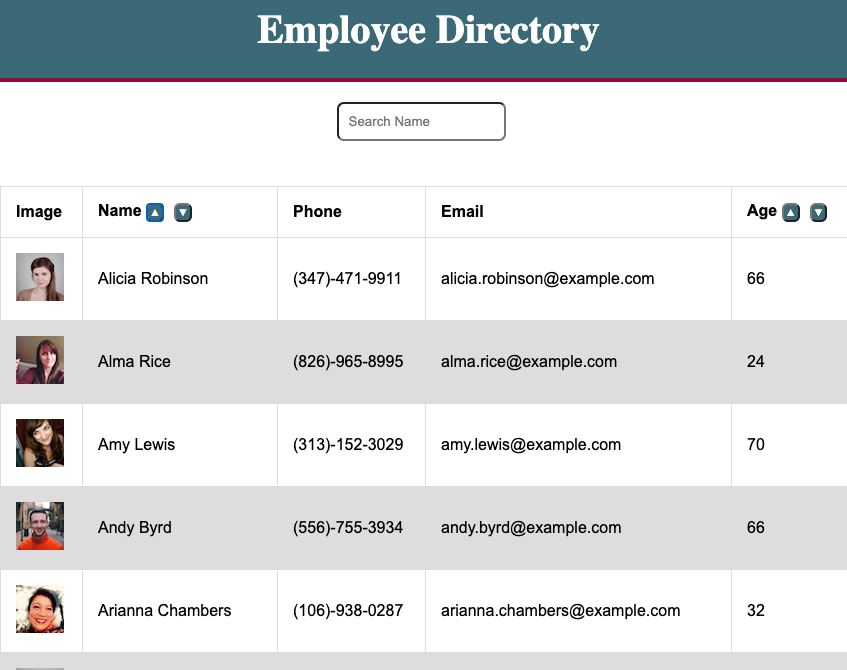 Employee Directory
Search Name
Image Name ▲ ▼ Phone Email Age ▲ ▼
Alicia Robinson (347)-471-9911 alicia.robinson@example.com 66
Alma Rice (826)-965-8995 alma.rice@example.com 24
Amy Lewis (313)-152-3029 amy.lewis@example.com 70
Andy Byrd (556)-755-3934 andy.byrd@example.com 66
Arianna Chambers (106)-938-0287 arianna.chambers@example.com 32